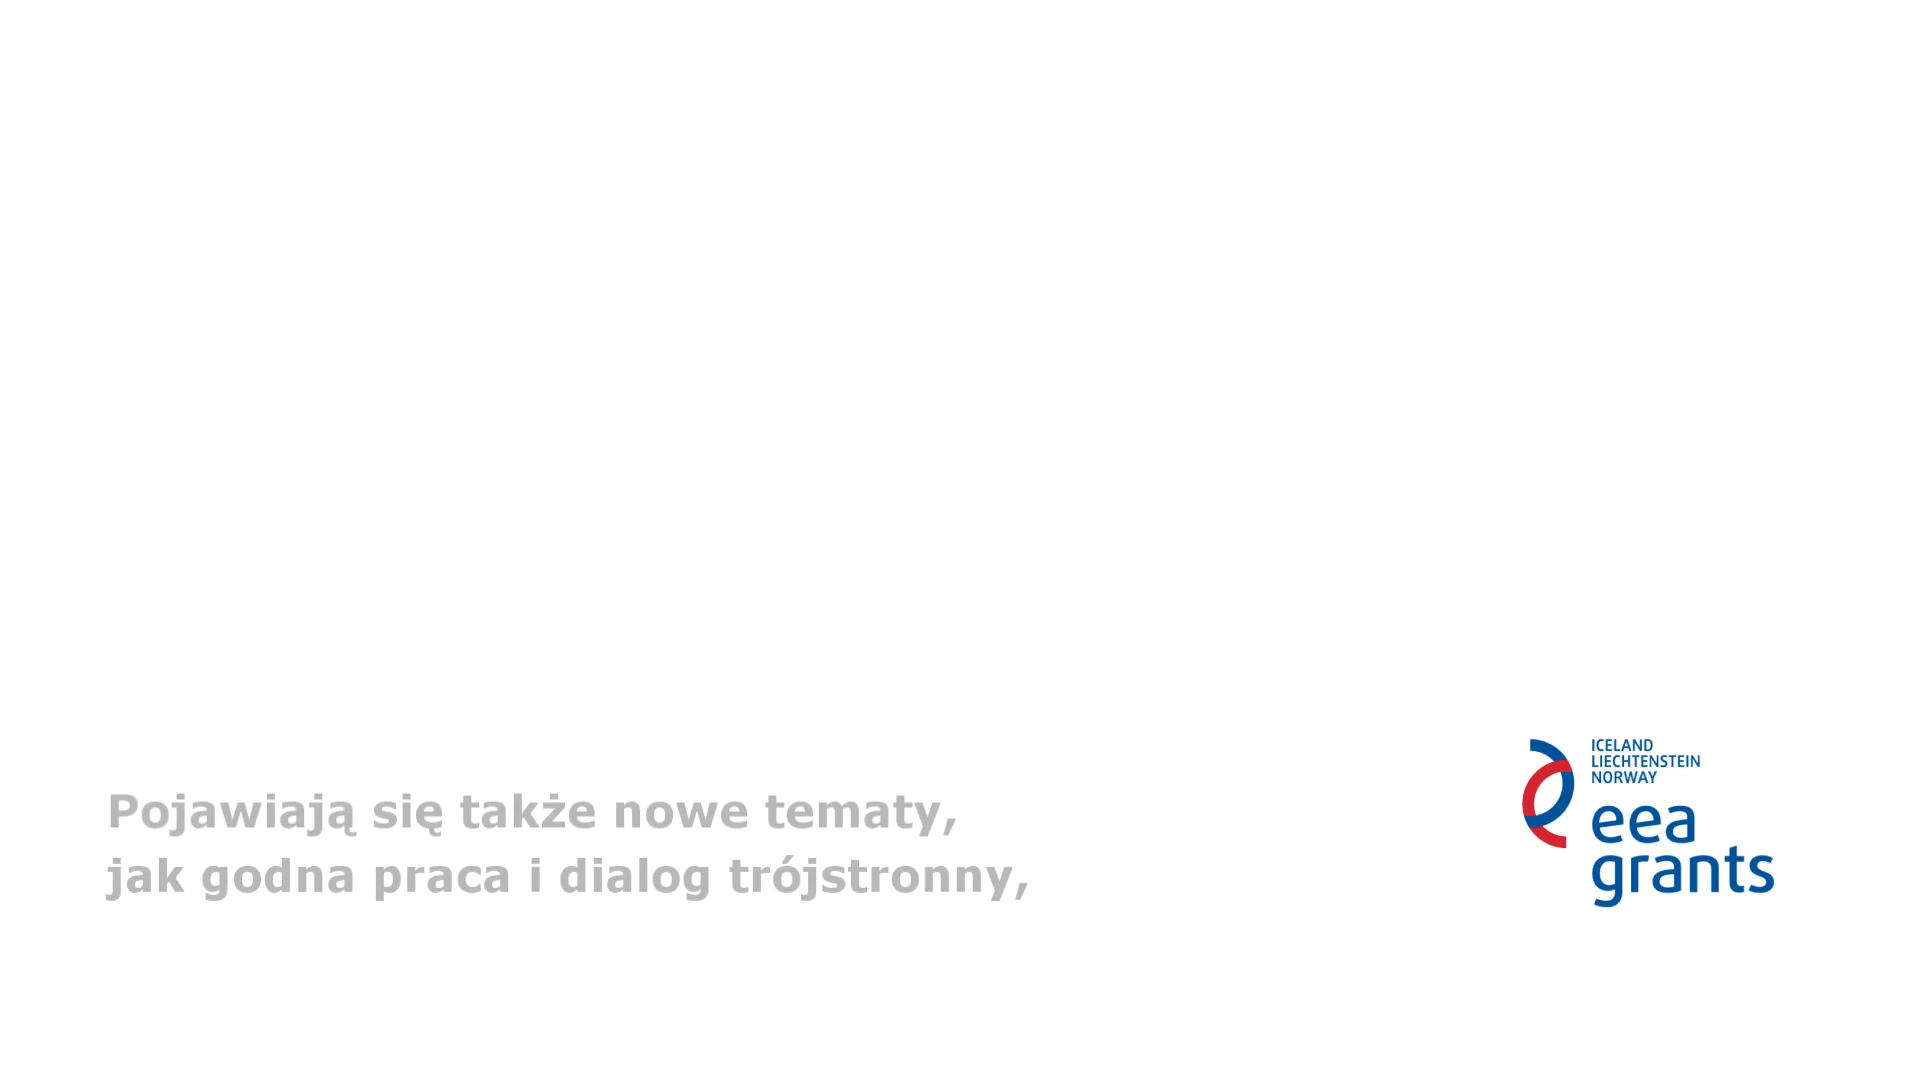 Pojawiają się także nowe tematy,
jak godna praca i dialog trójstronny,
ICELAND
LIECHTENSTEIN
NORWAY
eea
grants